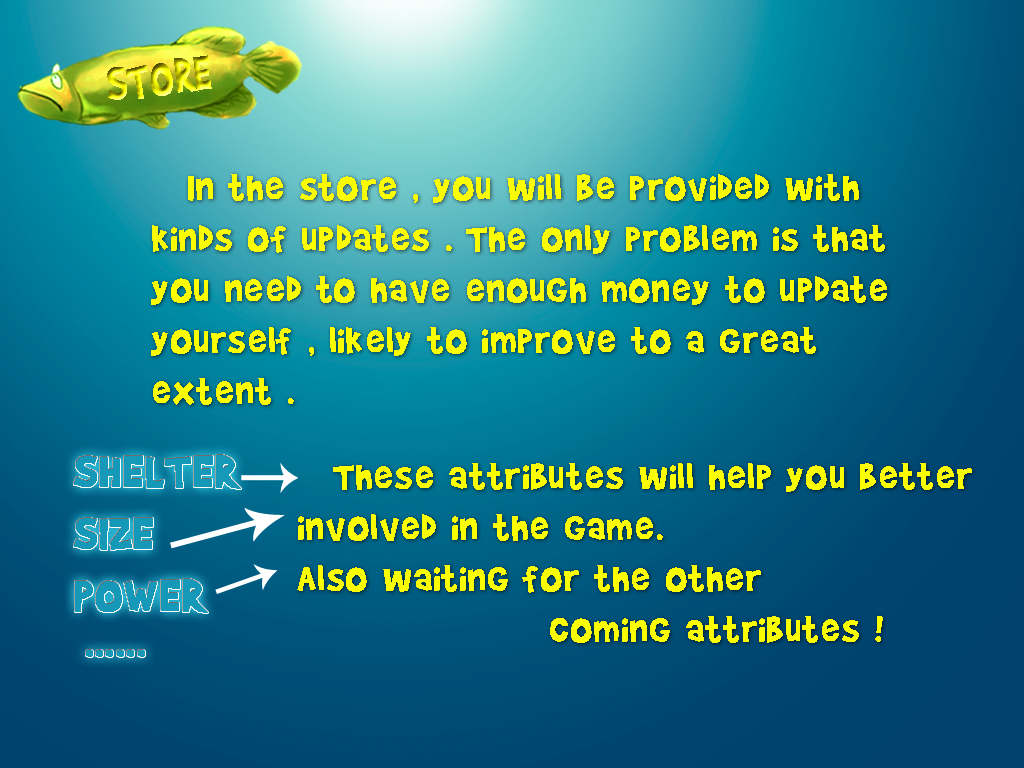 STORE
In the store , you will be provided with
kinds of updates . The only problem is that
you need to have enough money to update
yourself , likely to improve to a great
extent .
SHELTER
These attributes will help you better
SIZE
involved in the game.
POWER
Also waiting for the other
......
coming attributes !